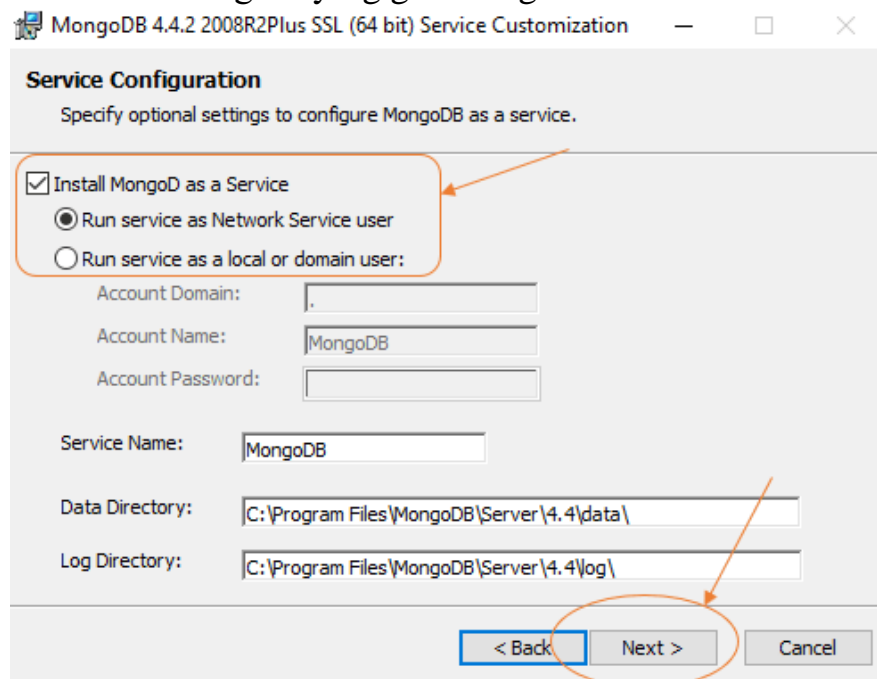 MongoDB 4.4.2 2008R2Plus SSL (64 bit) Service Customization
Service Configuration
Specify optional settings to configure MongoDB as a service.
Install MongoD as a Service
Run service as Network Service user
Run service as a local or domain user:
Account Domain: .
Account Name: MongoDB
Account Password:
Service Name: MongoDB
Data Directory: C:\Program Files\MongoDB\Server\4.4\data\
Log Directory: C:\Program Files\MongoDB\Server\4.4\log\
< Back Next > Cancel